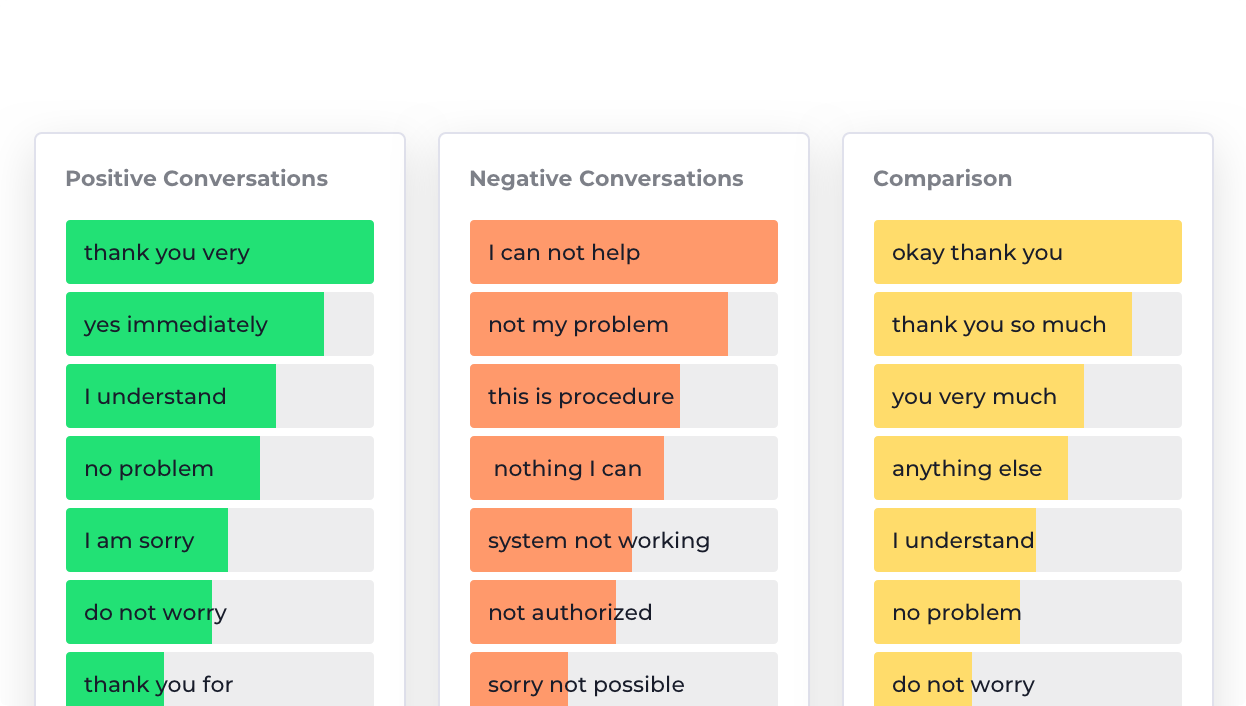 Positive Conversations
thank you very
yes immediately
I understand
no problem
I am sorry
do not worry
thank you for
Negative Conversations
I can not help
not my problem
this is procedure
nothing I can
system not working
not authorized
sorry not possible
Comparison
okay thank you
thank you so much
you very much
anything else
I understand
no problem
do not worry